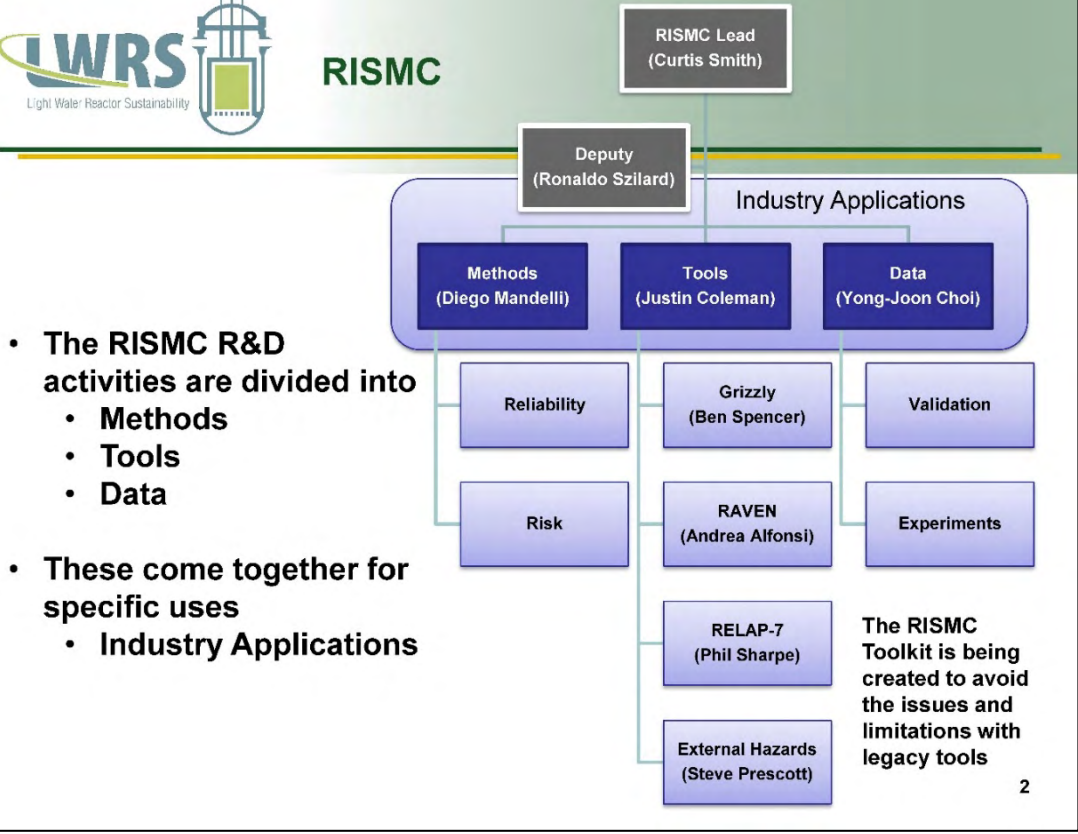 LWRS
Light Water Reactor Sustainability
RISMC
RISMC Lead
(Curtis Smith)
Deputy
(Ronaldo Szilard)
Industry Applications
Methods
(Diego Mandelli)
Tools
(Justin Coleman)
Data
(Yong-Joon Choi)
• The RISMC R&D
activities are divided into
• Methods
• Tools
• Data
• These come together for
specific uses
• Industry Applications
Reliability
Risk
Grizzly
(Ben Spencer)
RAVEN
(Andrea Alfonsi)
RELAP-7
(Phil Sharpe)
External Hazards
(Steve Prescott)
Validation
Experiments
The RISMC
Toolkit is being
created to avoid
the issues and
limitations with
legacy tools
2